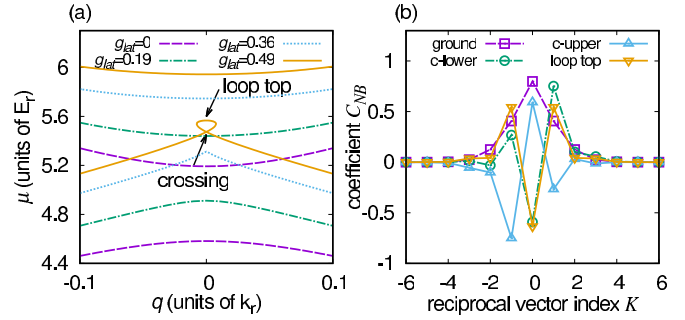 (a)
g_lat=0
g_lat=0.19
g_lat=0.36
g_lat=0.49
6
5.6
5.2
4.8
4.4
μ (units of E_r)
loop top
crossing
-0.1
0
0.1
q (units of k_r)
(b)
ground
c-lower
c-upper
loop top
1
0.5
0
-0.5
-1
coefficient C_NB
-6 -4 -2 0 2 4 6
reciprocal vector index K